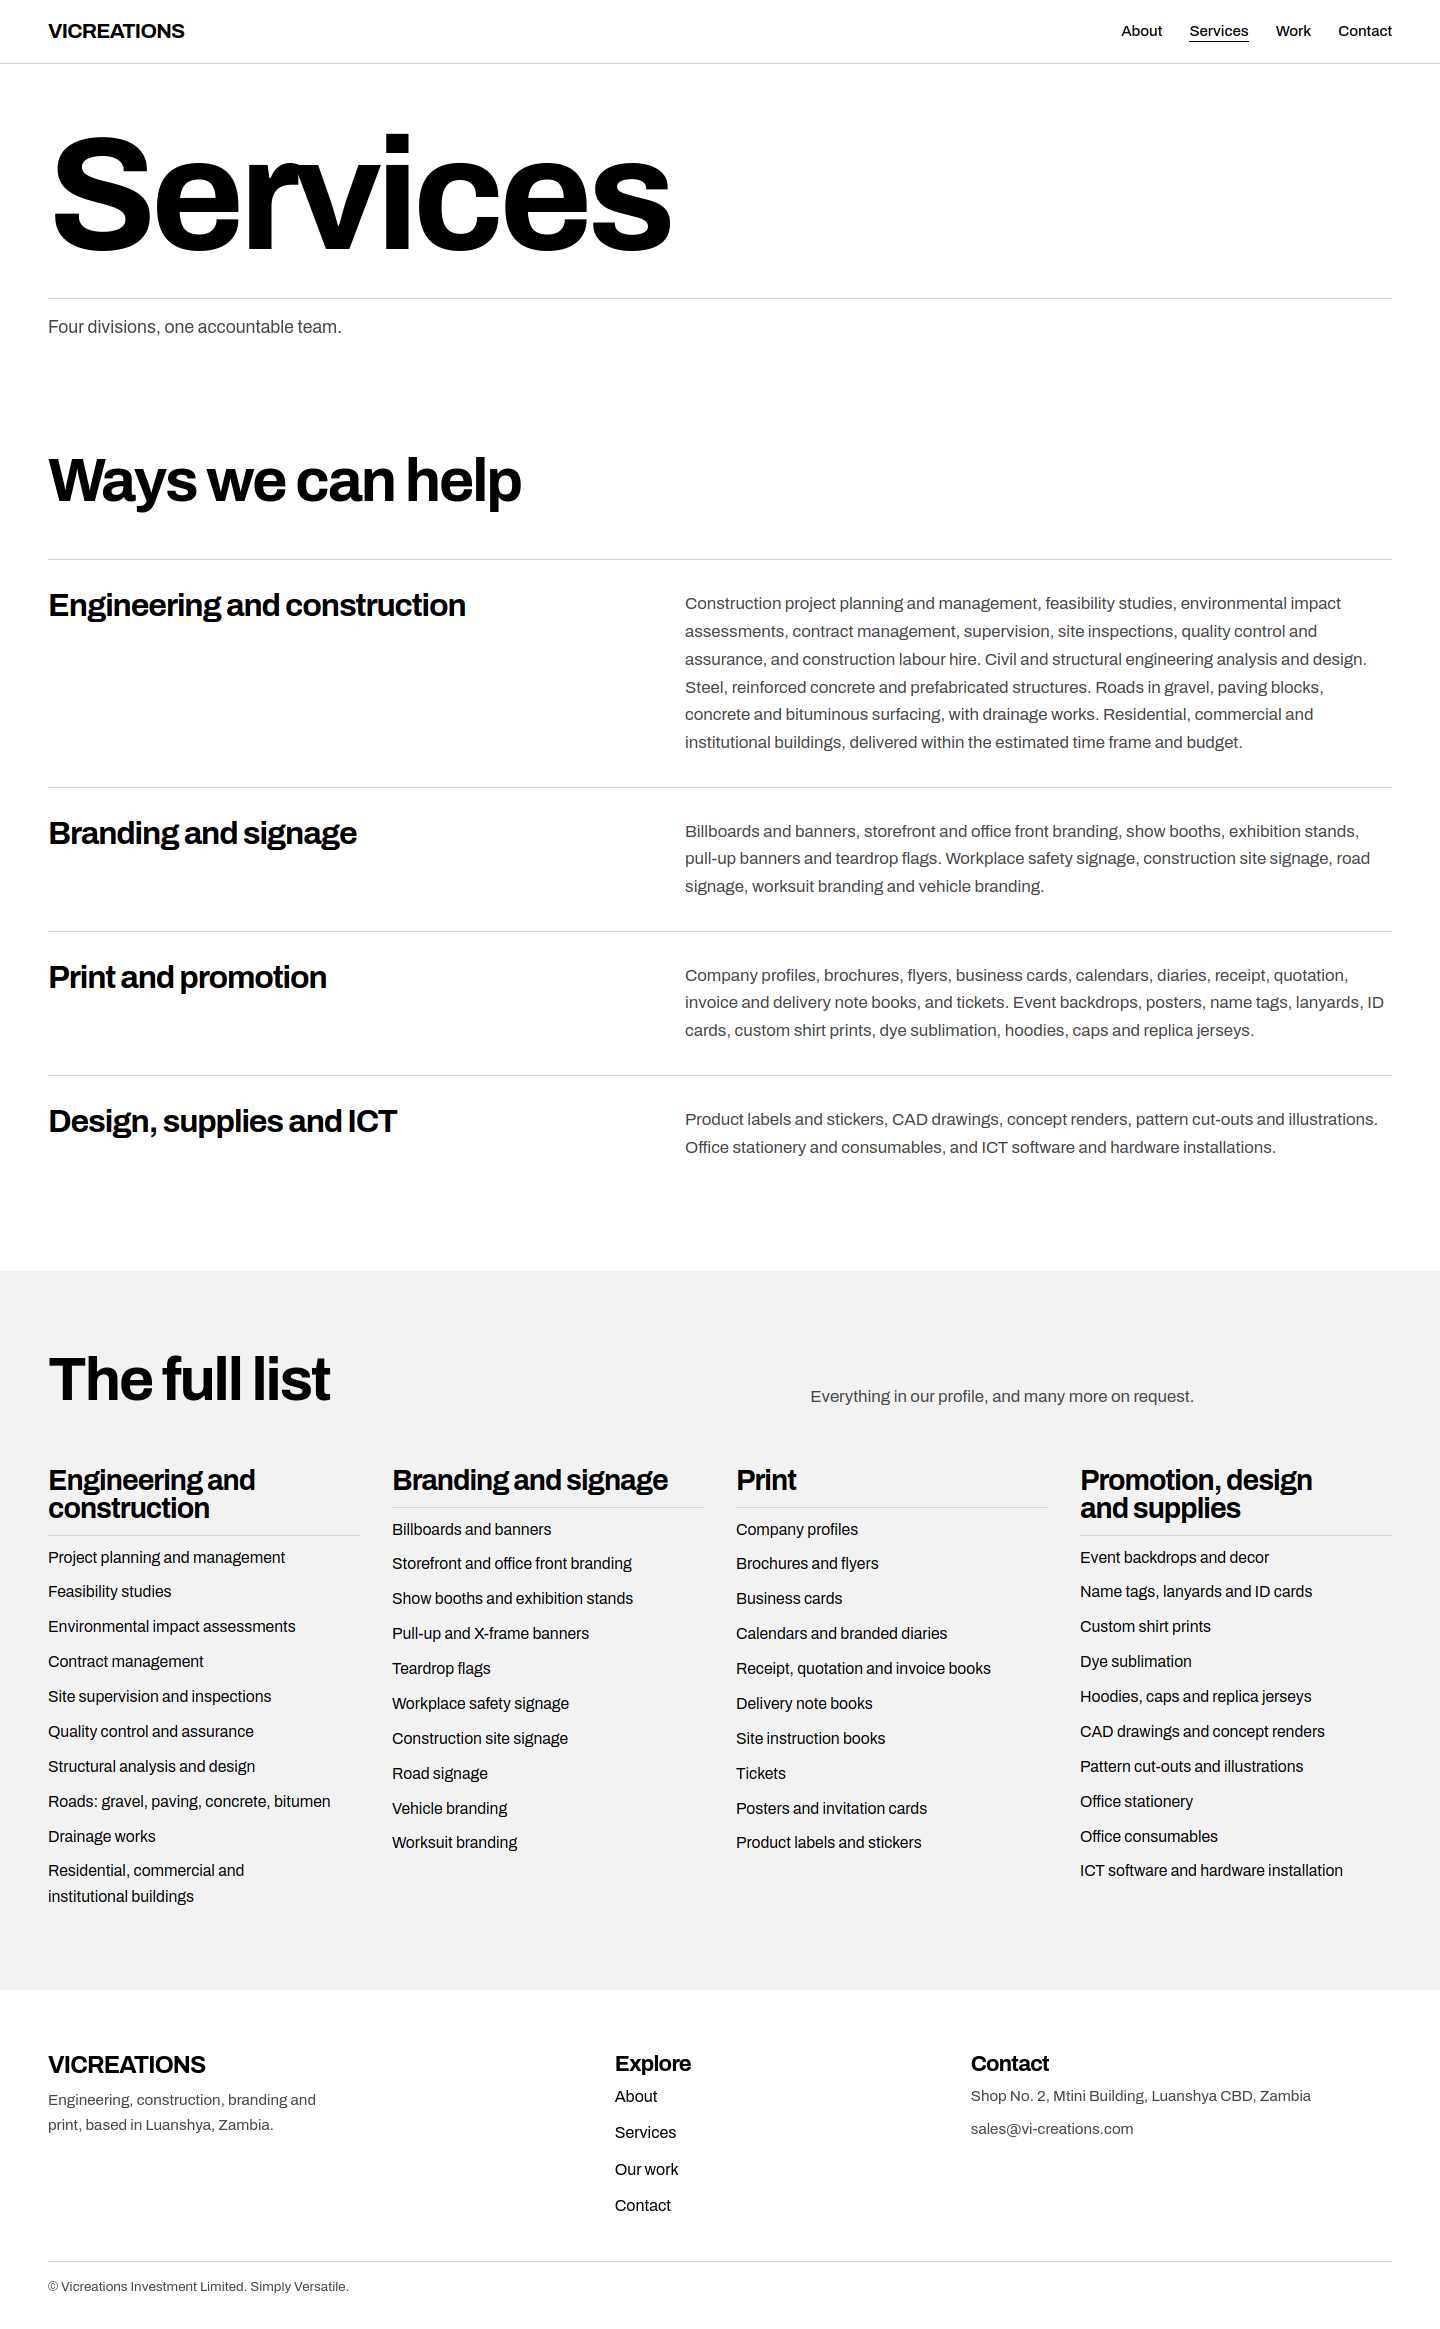 VICREATIONS
About
Services
Work
Contact
Services
Four divisions, one accountable team.
Ways we can help
Engineering and construction
Construction project planning and management, feasibility studies, environmental impact
assessments, contract management, supervision, site inspections, quality control and
assurance, and construction labour hire. Civil and structural engineering analysis and design.
Steel, reinforced concrete and prefabricated structures. Roads in gravel, paving blocks,
concrete and bituminous surfacing, with drainage works. Residential, commercial and
institutional buildings, delivered within the estimated time frame and budget.
Branding and signage
Billboards and banners, storefront and office front branding, show booths, exhibition stands,
pull-up banners and teardrop flags. Workplace safety signage, construction site signage, road
signage, worksuit branding and vehicle branding.
Print and promotion
Company profiles, brochures, flyers, business cards, calendars, diaries, receipt, quotation,
invoice and delivery note books, and tickets. Event backdrops, posters, name tags, lanyards, ID
cards, custom shirt prints, dye sublimation, hoodies, caps and replica jerseys.
Design, supplies and ICT
Product labels and stickers, CAD drawings, concept renders, pattern cut-outs and illustrations.
Office stationery and consumables, and ICT software and hardware installations.
The full list
Everything in our profile, and many more on request.
Engineering and
construction
Project planning and management
Feasibility studies
Environmental impact assessments
Contract management
Site supervision and inspections
Quality control and assurance
Structural analysis and design
Roads: gravel, paving, concrete, bitumen
Drainage works
Residential, commercial and
institutional buildings
Branding and signage
Billboards and banners
Storefront and office front branding
Show booths and exhibition stands
Pull-up and X-frame banners
Teardrop flags
Workplace safety signage
Construction site signage
Road signage
Vehicle branding
Worksuit branding
Print
Company profiles
Brochures and flyers
Business cards
Calendars and branded diaries
Receipt, quotation and invoice books
Delivery note books
Site instruction books
Tickets
Posters and invitation cards
Product labels and stickers
Promotion, design
and supplies
Event backdrops and decor
Name tags, lanyards and ID cards
Custom shirt prints
Dye sublimation
Hoodies, caps and replica jerseys
CAD drawings and concept renders
Pattern cut-outs and illustrations
Office stationery
Office consumables
ICT software and hardware installation
VICREATIONS
Engineering, construction, branding and
print, based in Luanshya, Zambia.
Explore
About
Services
Our work
Contact
Contact
Shop No. 2, Mtini Building, Luanshya CBD, Zambia
sales@vi-creations.com
© Vicreations Investment Limited. Simply Versatile.